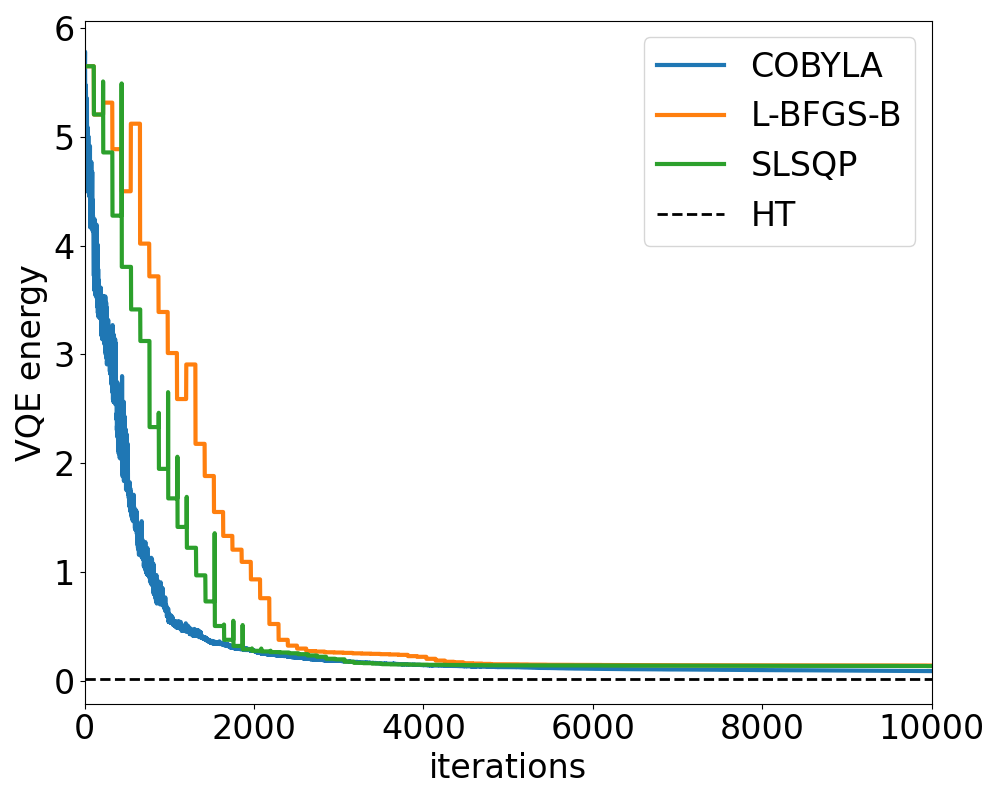 6
5
4
3
2
1
0
VQE energy
0 2000 4000 6000 8000 10000
iterations
COBYLA
L-BFGS-B
SLSQP
HT